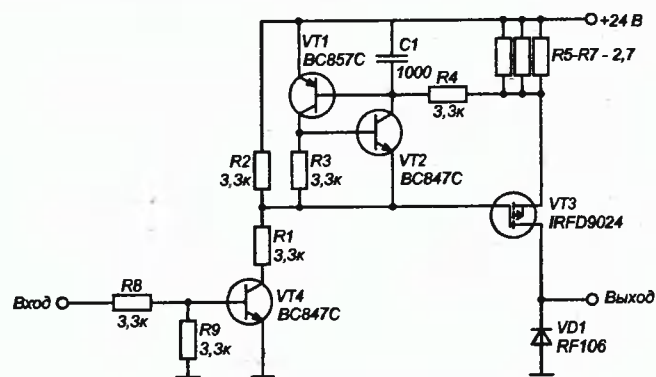 +24 В
VT1
BC857C
C1
1000
R4
3,3к
R5-R7 - 2,7
R2
3,3к
R3
3,3к
VT2
BC847C
VT3
IRFD9024
R1
3,3к
Вход
R8
3,3к
VT4
BC847C
R9
3,3к
Выход
VD1
RF106